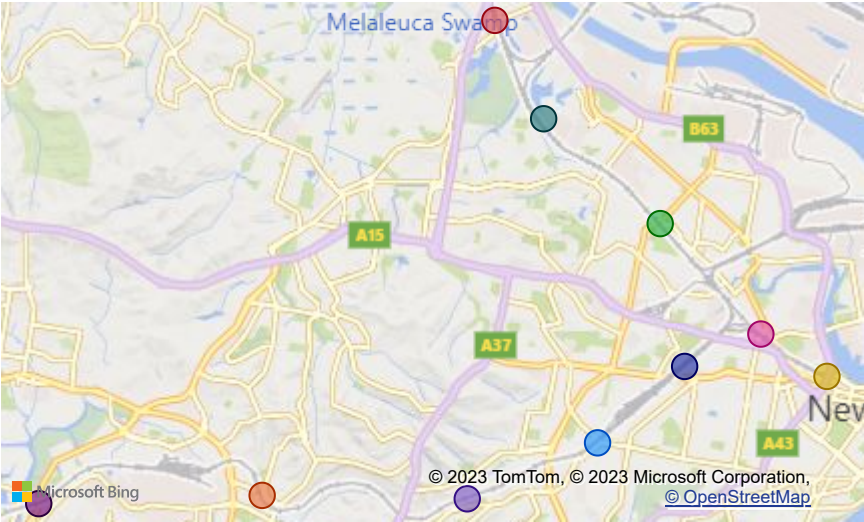 Melaleuca Swamp
B63
A15
A37
New
A43
© 2023 TomTom, © 2023 Microsoft Corporation,
Microsoft Bing
© OpenStreetMap